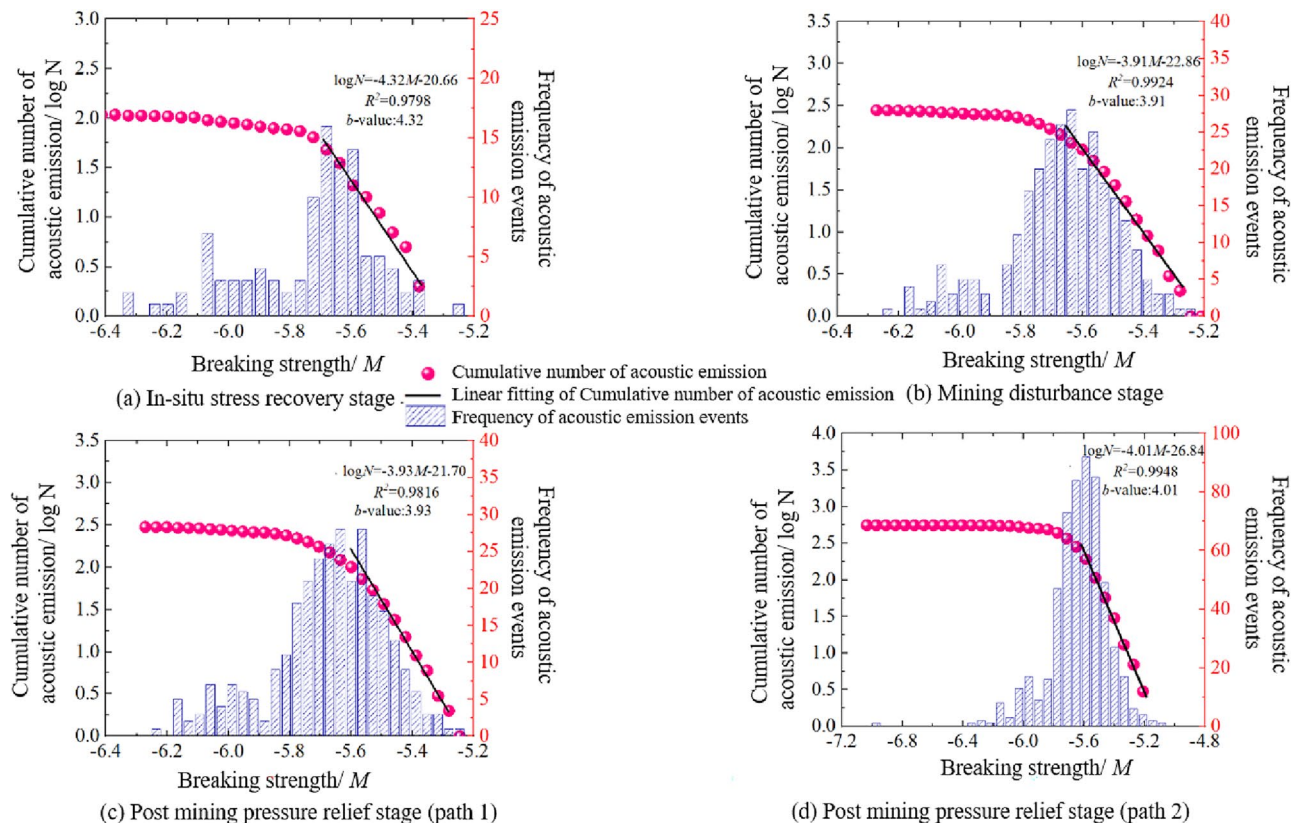 3.0
2.5
2.0
1.5
1.0
0.5
0.0
Cumulative number of
acoustic emission/ log N
25
20
15
10
5
0
Frequency of acoustic
emission events
logN=-4.32M-20.66
R²=0.9798
b-value:4.32
-6.4 -6.2 -6.0 -5.8 -5.6 -5.4 -5.2
Breaking strength/ M
(a) In-situ stress recovery stage
3.5
3.0
2.5
2.0
1.5
1.0
0.5
0.0
Cumulative number of
acoustic emission/ log N
40
35
30
25
20
15
10
5
0
Frequency of acoustic
emission events
logN=-3.91M-22.86
R²=0.9924
b-value:3.91
-6.4 -6.2 -6.0 -5.8 -5.6 -5.4 -5.2
Breaking strength/ M
(b) Mining disturbance stage
Cumulative number of acoustic emission
Linear fitting of Cumulative number of acoustic emission
Frequency of acoustic emission events
3.5
3.0
2.5
2.0
1.5
1.0
0.5
0.0
Cumulative number of
acoustic emission/ log N
40
35
30
25
20
15
10
5
0
Frequency of acoustic
emission events
logN=-3.93M-21.70
R²=0.9816
b-value:3.93
-6.4 -6.2 -6.0 -5.8 -5.6 -5.4 -5.2
Breaking strength/ M
(c) Post mining pressure relief stage (path 1)
4.0
3.5
3.0
2.5
2.0
1.5
1.0
0.5
0.0
Cumulative number of
acoustic emission/ log N
100
80
60
40
20
0
Frequency of acoustic
emission events
logN=-4.01M-26.84
R²=0.9948
b-value:4.01
-7.2 -6.8 -6.4 -6.0 -5.6 -5.2 -4.8
Breaking strength/ M
(d) Post mining pressure relief stage (path 2)